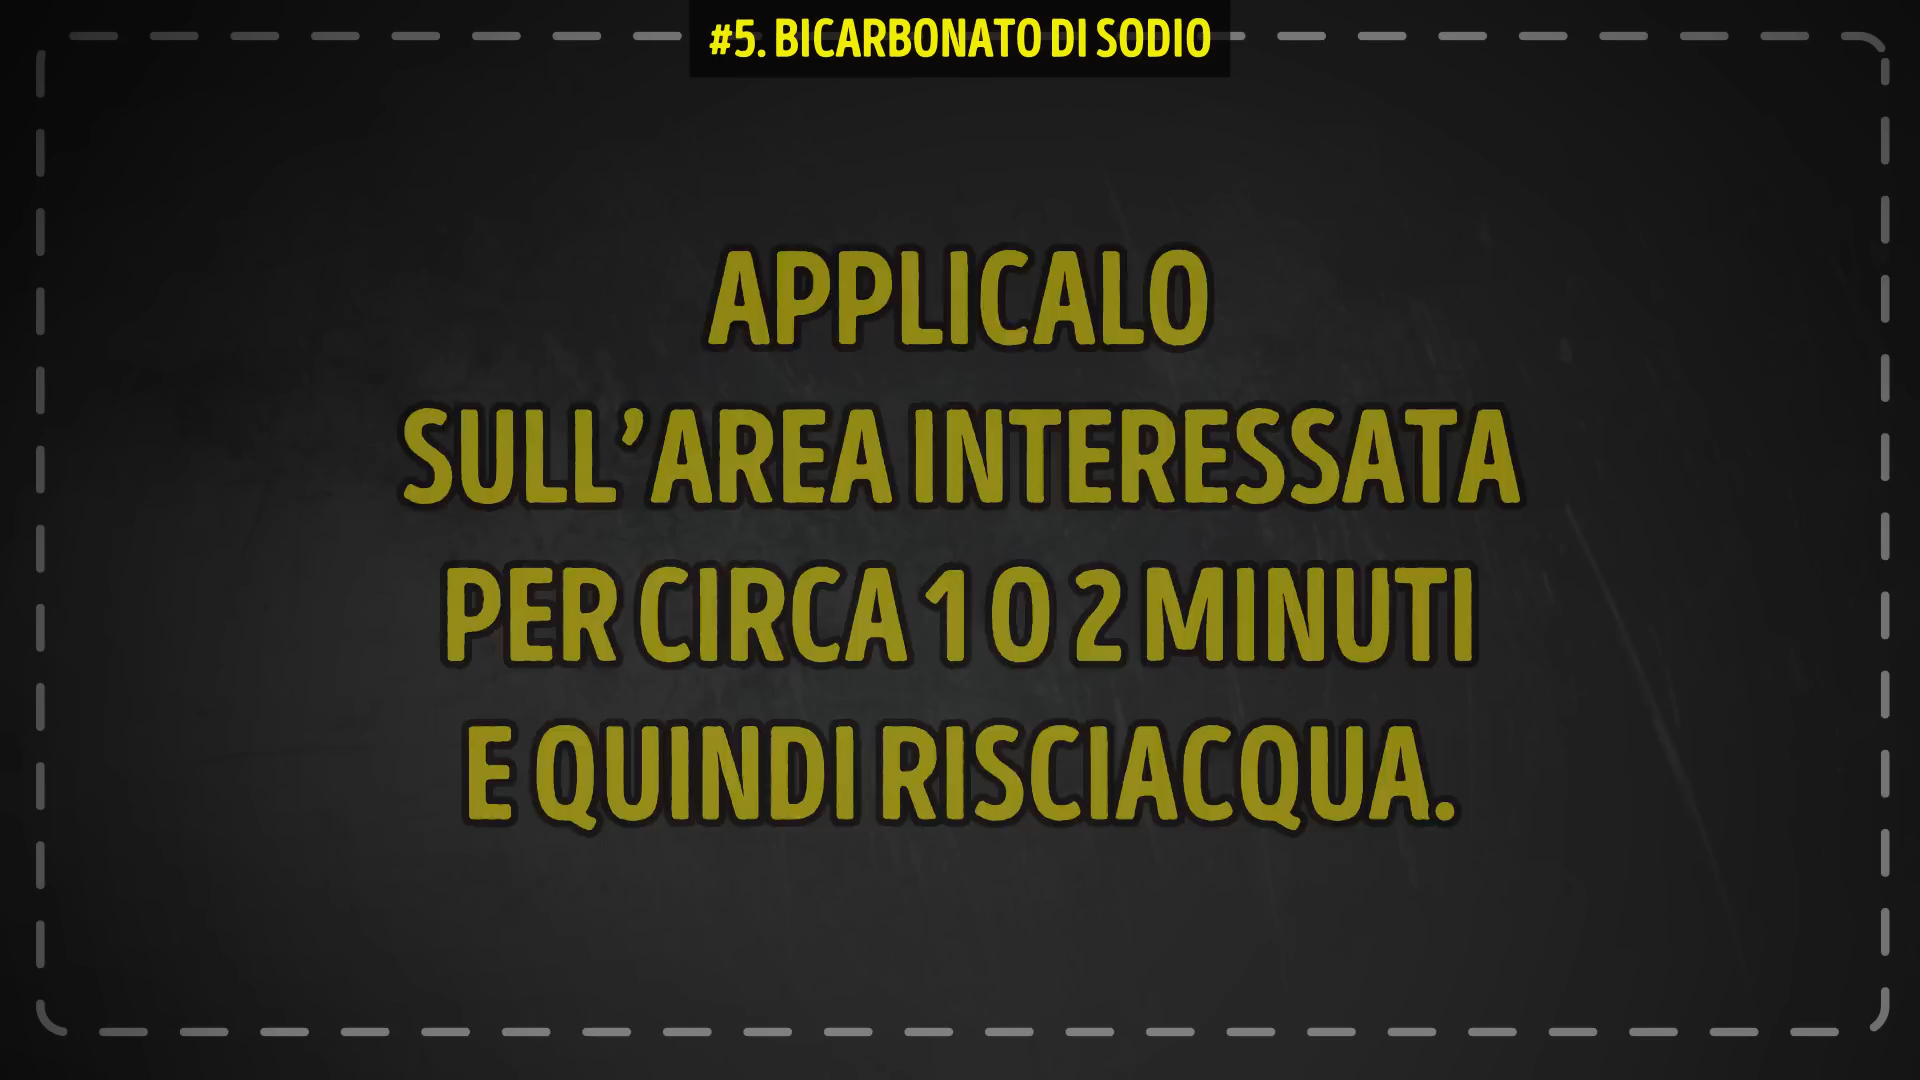 #5. BICARBONATO DI SODIO
APPLICALO
SULL’AREA INTERESSATA
PER CIRCA 1 O 2 MINUTI
E QUINDI RISCIACQUA.